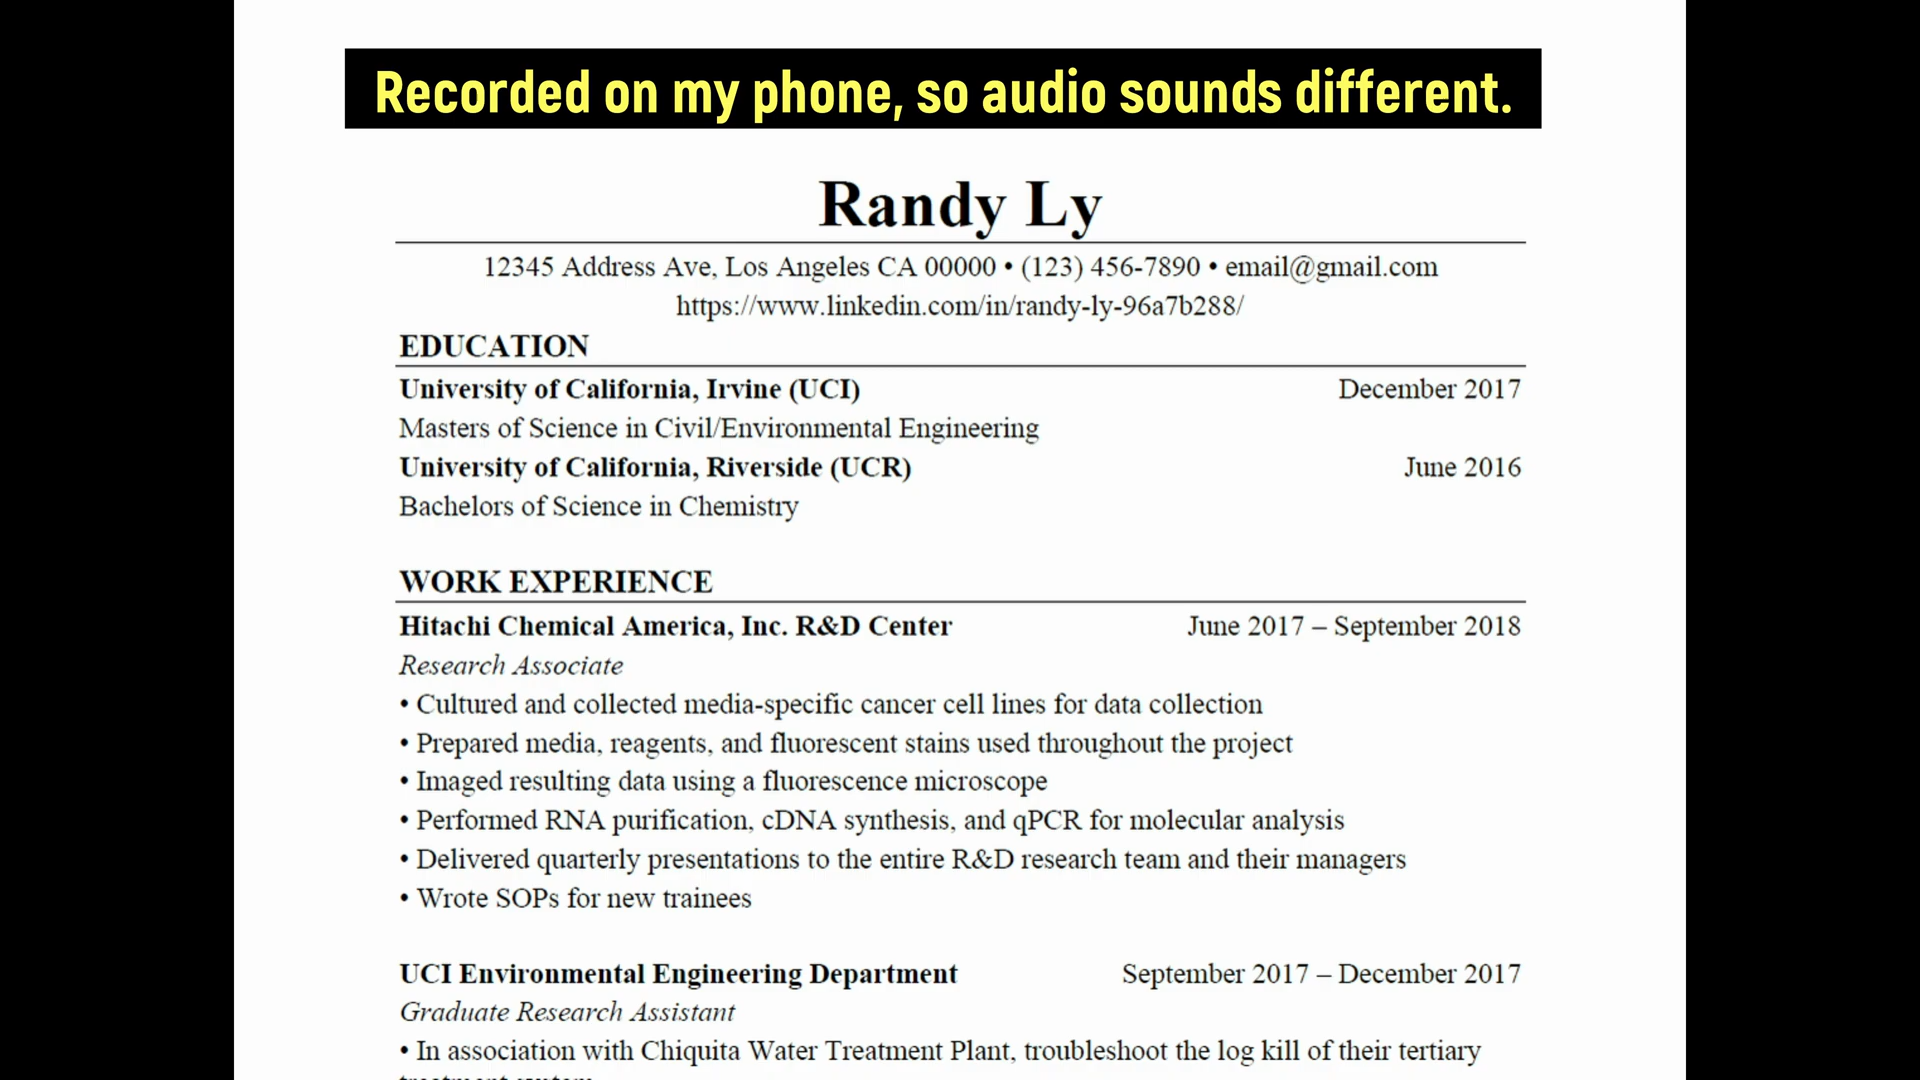 Recorded on my phone, so audio sounds different.
Randy Ly
12345 Address Ave, Los Angeles CA 00000 • (123) 456-7890 • email@gmail.com
https://www.linkedin.com/in/randy-ly-96a7b288/
EDUCATION
University of California, Irvine (UCI) December 2017
Masters of Science in Civil/Environmental Engineering
University of California, Riverside (UCR) June 2016
Bachelors of Science in Chemistry
WORK EXPERIENCE
Hitachi Chemical America, Inc. R&D Center June 2017 – September 2018
Research Associate
• Cultured and collected media-specific cancer cell lines for data collection
• Prepared media, reagents, and fluorescent stains used throughout the project
• Imaged resulting data using a fluorescence microscope
• Performed RNA purification, cDNA synthesis, and qPCR for molecular analysis
• Delivered quarterly presentations to the entire R&D research team and their managers
• Wrote SOPs for new trainees
UCI Environmental Engineering Department September 2017 – December 2017
Graduate Research Assistant
• In association with Chiquita Water Treatment Plant, troubleshoot the log kill of their tertiary